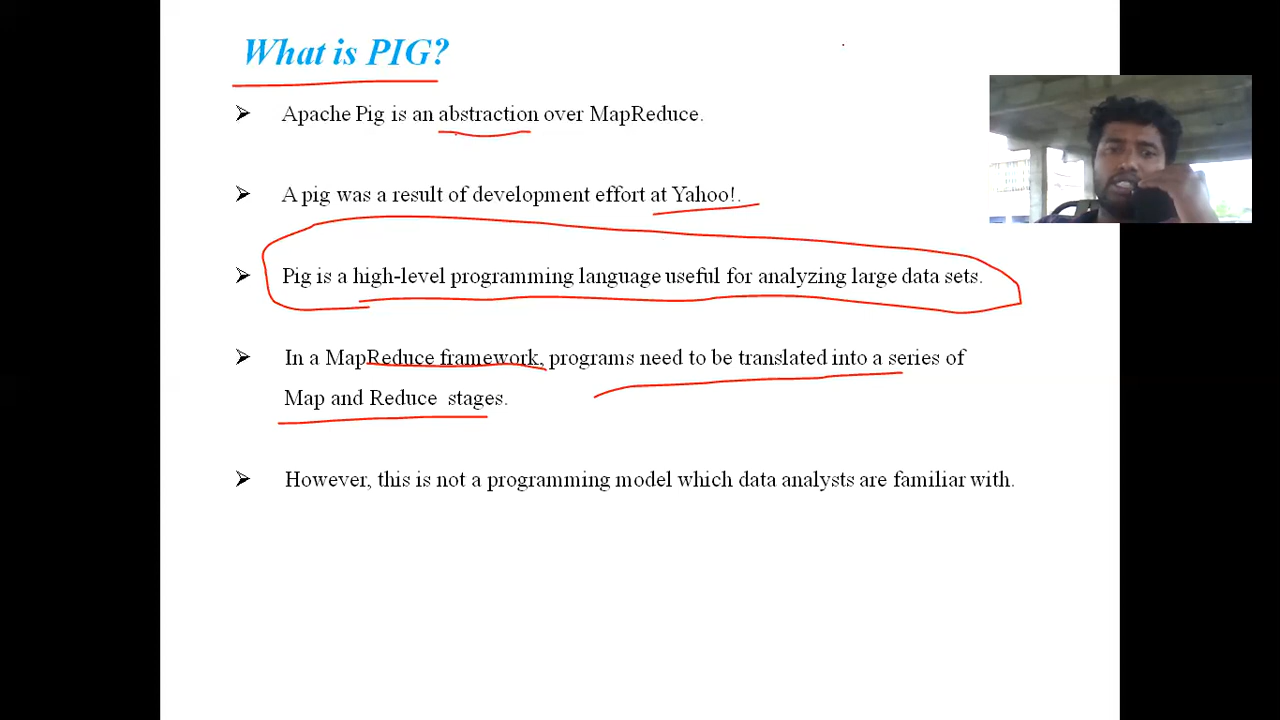 What is PIG?
Apache Pig is an abstraction over MapReduce.
A pig was a result of development effort at Yahoo!.
Pig is a high-level programming language useful for analyzing large data sets.
In a MapReduce framework, programs need to be translated into a series of
Map and Reduce stages.
However, this is not a programming model which data analysts are familiar with.